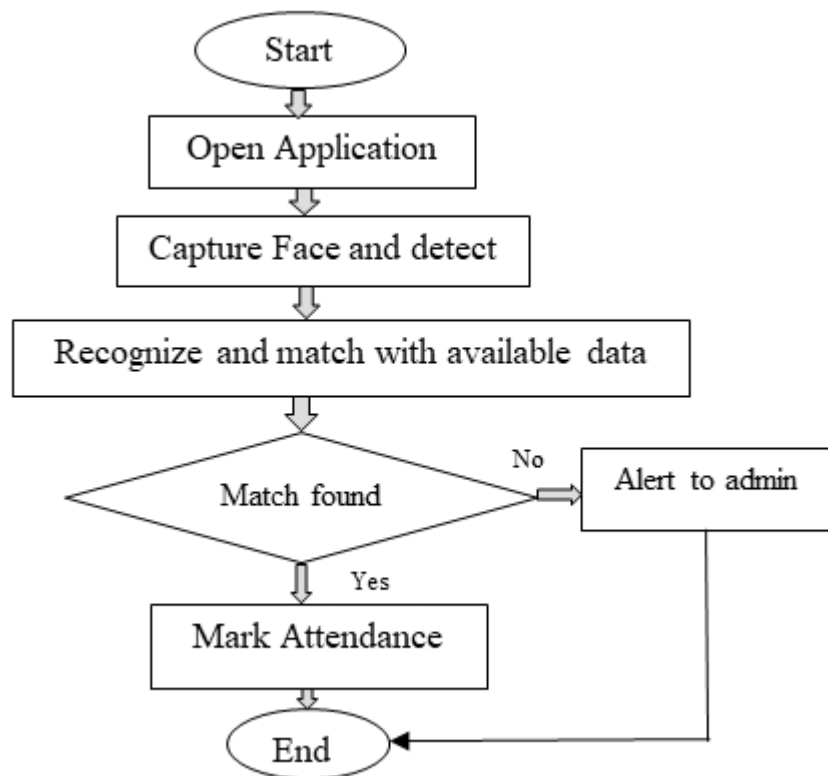 Start
Open Application
Capture Face and detect
Recognize and match with available data
Match found
No
Alert to admin
Yes
Mark Attendance
End